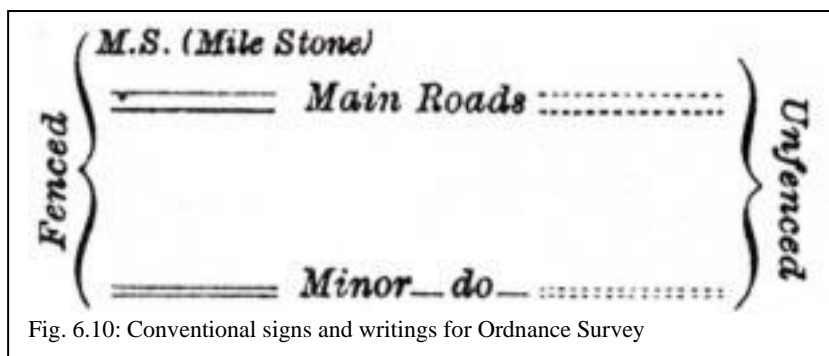 M.S. (Mile Stone)
Fenced
Main Roads
Unfenced
Minor do
Fig. 6.10: Conventional signs and writings for Ordnance Survey